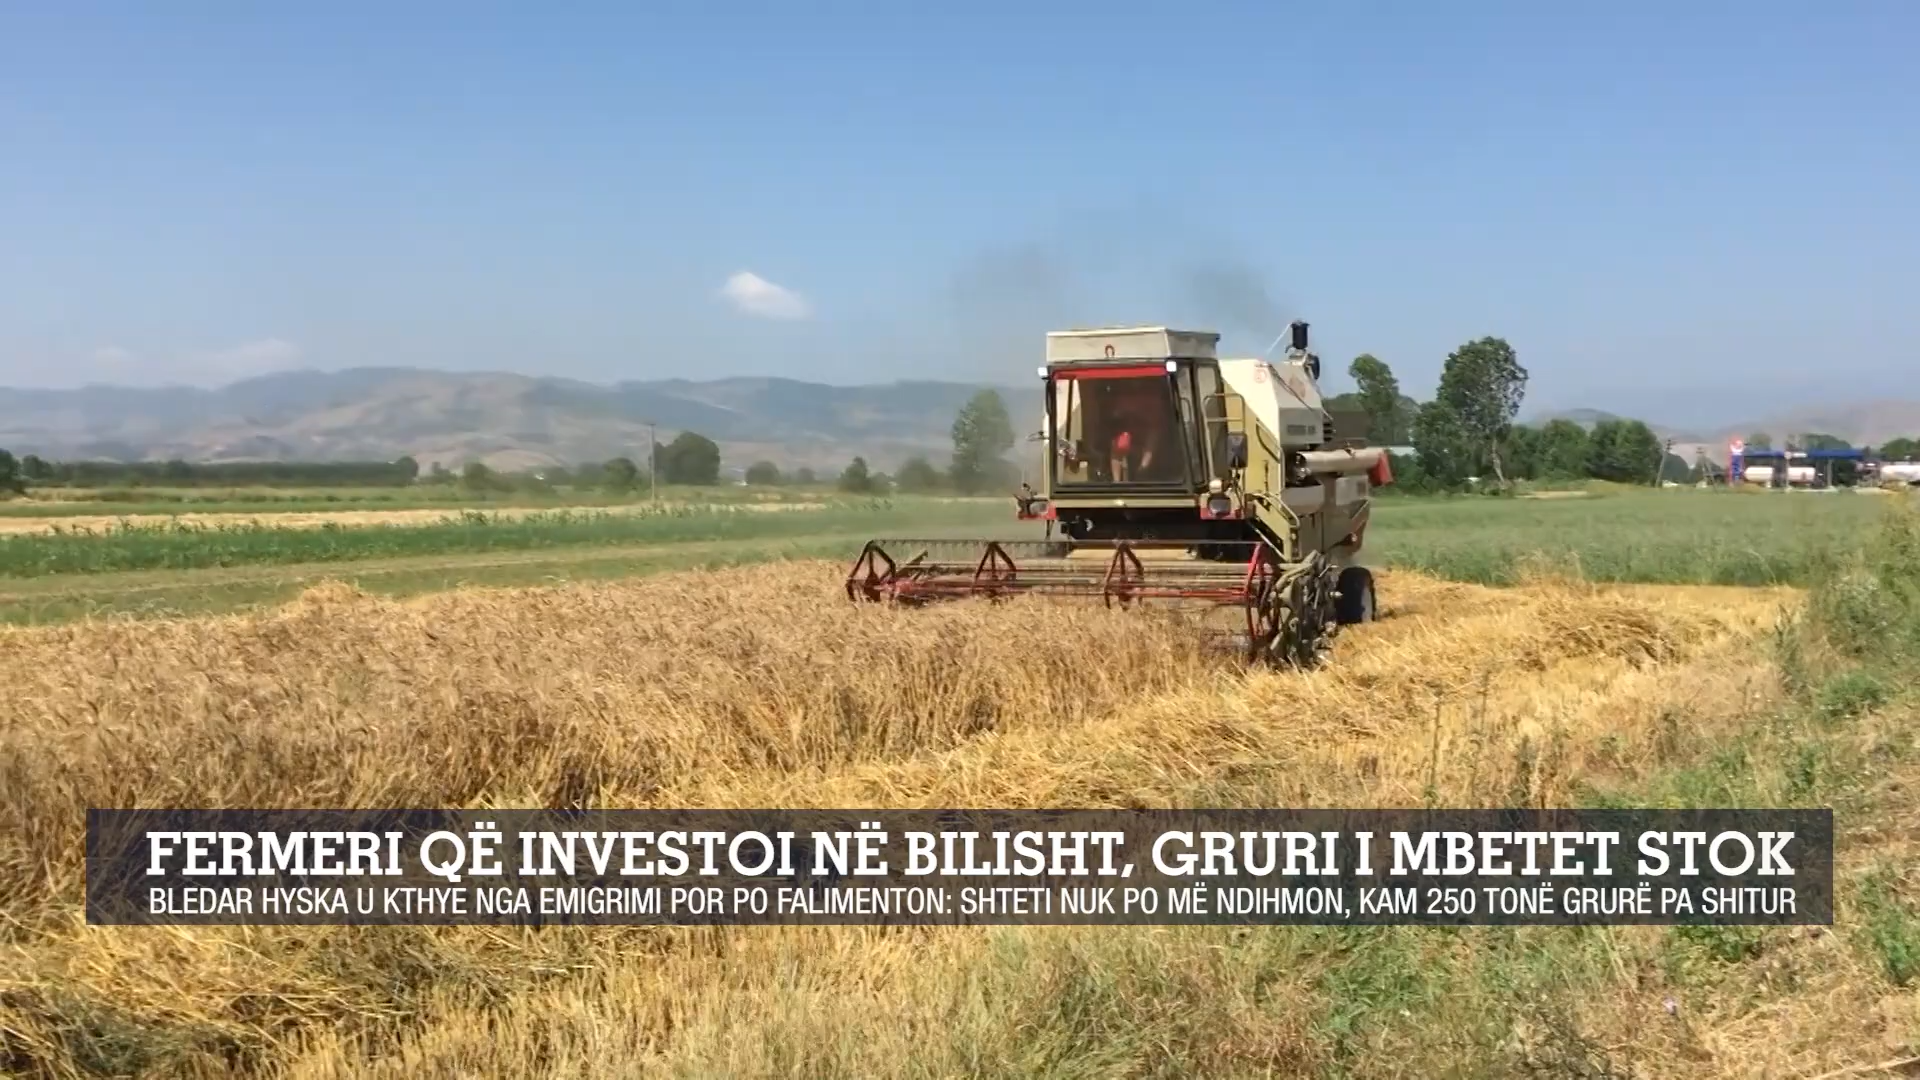 FERMERI QË INVESTOI NË BILISHT, GRURI I MBETET STOK
BLEDAR HYSKA U KTHYE NGA EMIGRIMI POR PO FALIMENTON: SHTETI NUK PO MË NDIHMON, KAM 250 TONË GRURË PA SHITUR